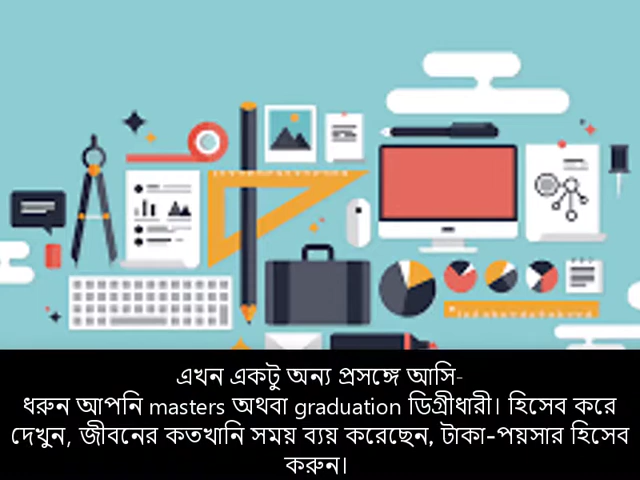 এখন একটু অন্য প্রসঙ্গে আসি-
ধরুন আপনি masters অথবা graduation ডিগ্রীধারী। হিসেব করে
দেখুন, জীবনের কতখানি সময় ব্যয় করেছেন, টাকা-পয়সার হিসেব
করুন।